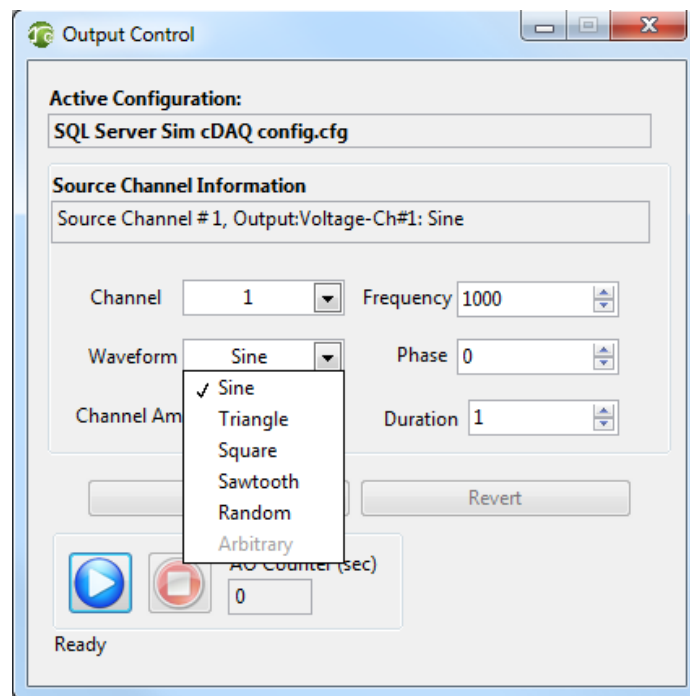 Output Control
Active Configuration:
SQL Server Sim cDAQ config.cfg
Source Channel Information
Source Channel # 1, Output:Voltage-Ch#1: Sine
Channel 1 Frequency 1000
Waveform Sine Phase 0
✓ Sine
Channel Am Duration 1
Triangle
Square
Sawtooth
Random
Arbitrary
Revert
AO Counter (sec)
0
Ready